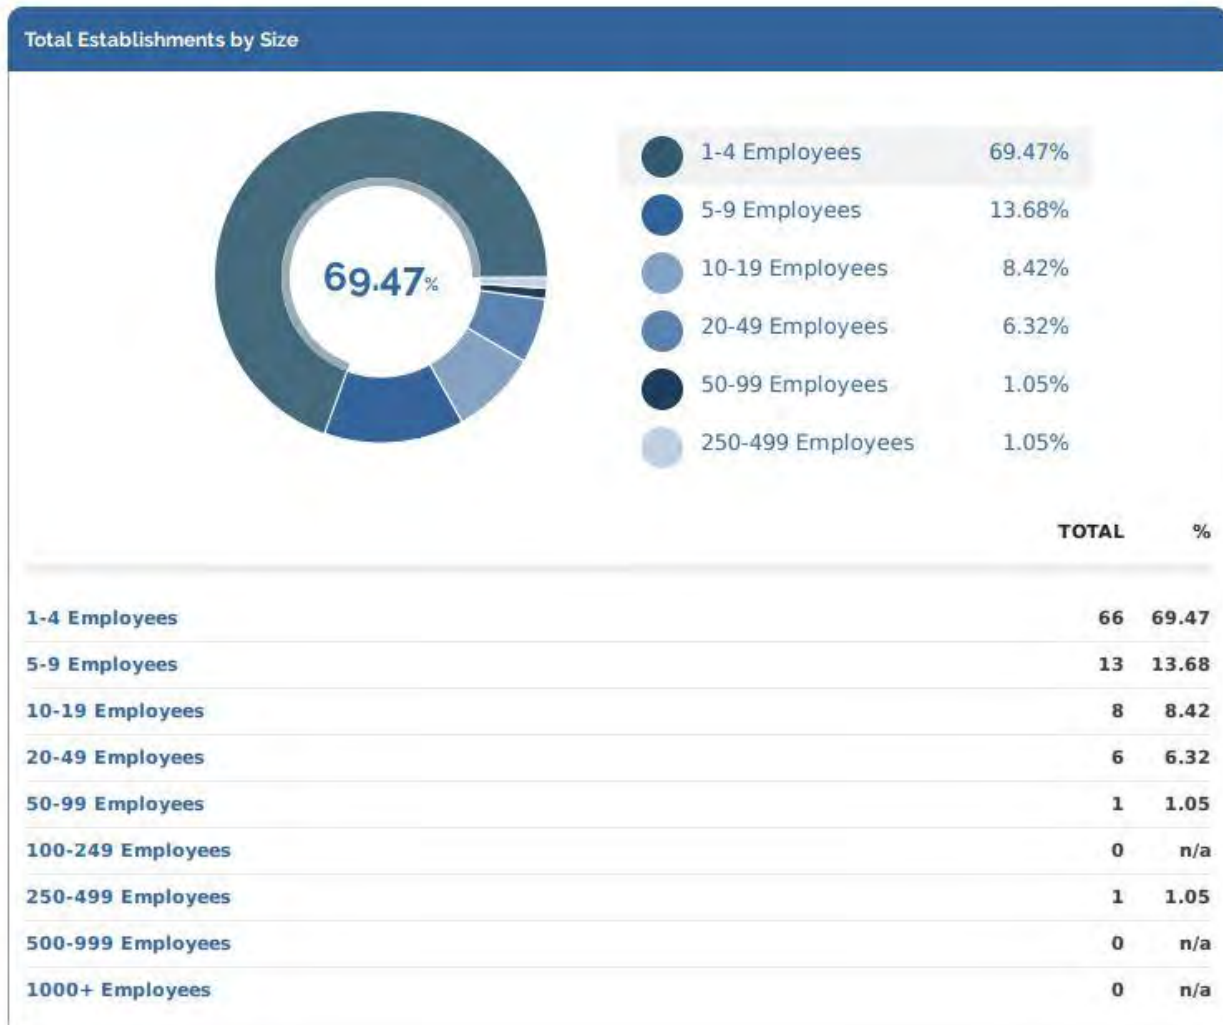 Total Establishments by Size
69.47%
1-4 Employees 69.47%
5-9 Employees 13.68%
10-19 Employees 8.42%
20-49 Employees 6.32%
50-99 Employees 1.05%
250-499 Employees 1.05%
TOTAL %
1-4 Employees 66 69.47
5-9 Employees 13 13.68
10-19 Employees 8 8.42
20-49 Employees 6 6.32
50-99 Employees 1 1.05
100-249 Employees 0 n/a
250-499 Employees 1 1.05
500-999 Employees 0 n/a
1000+ Employees 0 n/a